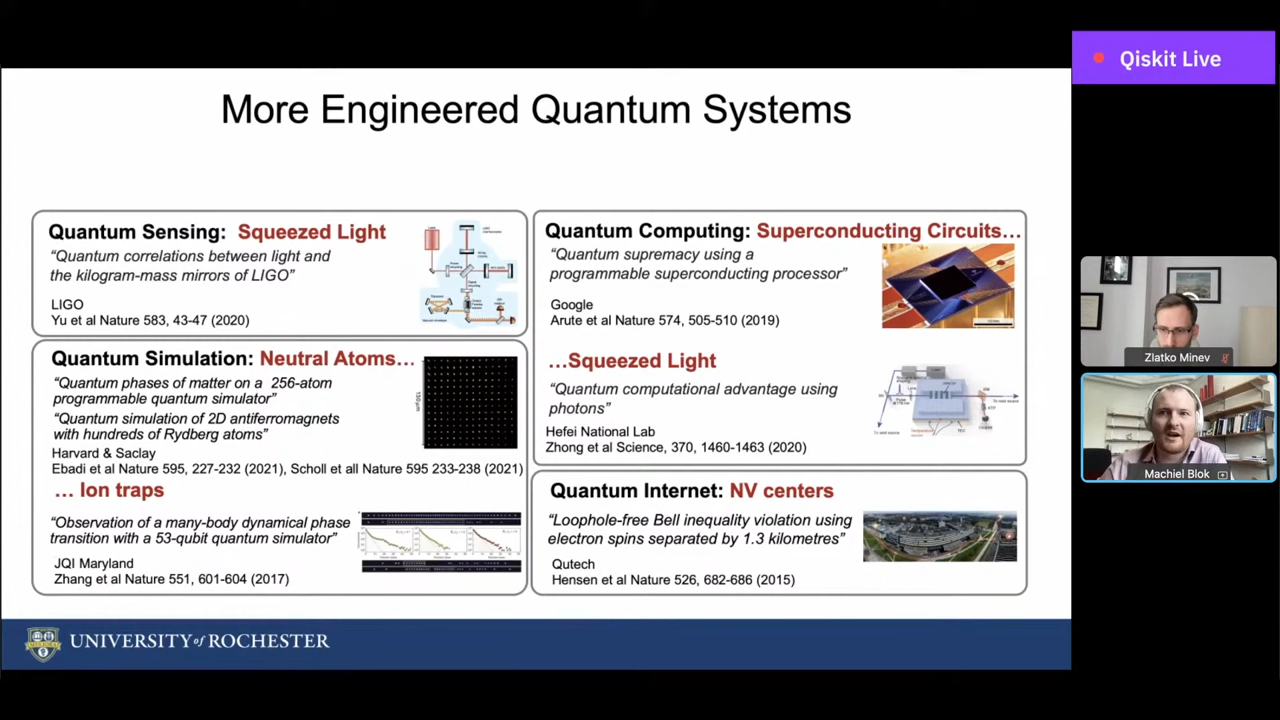 More Engineered Quantum Systems
Qiskit Live
Quantum Sensing: Squeezed Light
“Quantum correlations between light and
the kilogram-mass mirrors of LIGO”
LIGO
Yu et al Nature 583, 43-47 (2020)
Quantum Simulation: Neutral Atoms…
“Quantum phases of matter on a 256-atom
programmable quantum simulator”
“Quantum simulation of 2D antiferromagnets
with hundreds of Rydberg atoms”
Harvard & Saclay
Ebadi et al Nature 595, 227-232 (2021), Scholl et all Nature 595 233-238 (2021)
150 µm
… Ion traps
“Observation of a many-body dynamical phase
transition with a 53-qubit quantum simulator”
JQI Maryland
Zhang et al Nature 551, 601-604 (2017)
Quantum Computing: Superconducting Circuits…
“Quantum supremacy using a
programmable superconducting processor”
Google
Arute et al Nature 574, 505-510 (2019)
…Squeezed Light
“Quantum computational advantage using
photons”
Hefei National Lab
Zhong et al Science, 370, 1460-1463 (2020)
Quantum Internet: NV centers
“Loophole-free Bell inequality violation using
electron spins separated by 1.3 kilometres”
Qutech
Hensen et al Nature 526, 682-686 (2015)
UNIVERSITY of ROCHESTER
Zlatko Minev
Machiel Blok